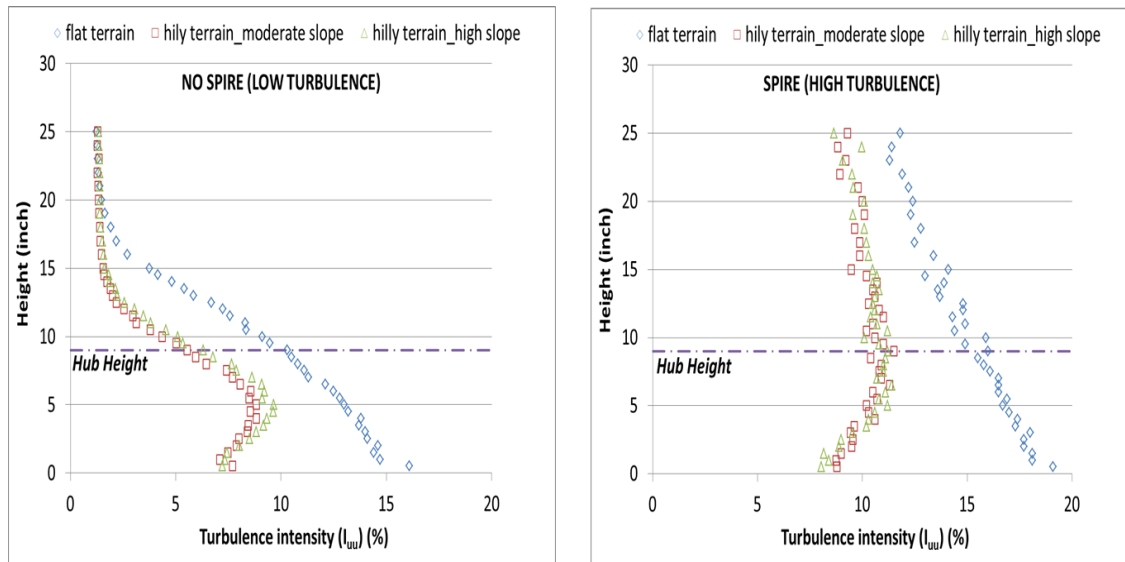 flat terrain hily terrain_moderate slope hilly terrain_high slope
NO SPIRE (LOW TURBULENCE)
30
25
20
15
10
5
0
Height (inch)
Hub Height
0 5 10 15 20
Turbulence intensity (Iuu) (%)
flat terrain hily terrain_moderate slope hilly terrain_high slope
SPIRE (HIGH TURBULENCE)
30
25
20
15
10
5
0
Height (inch)
Hub Height
0 5 10 15 20
Turbulence intensity (Iuu) (%)